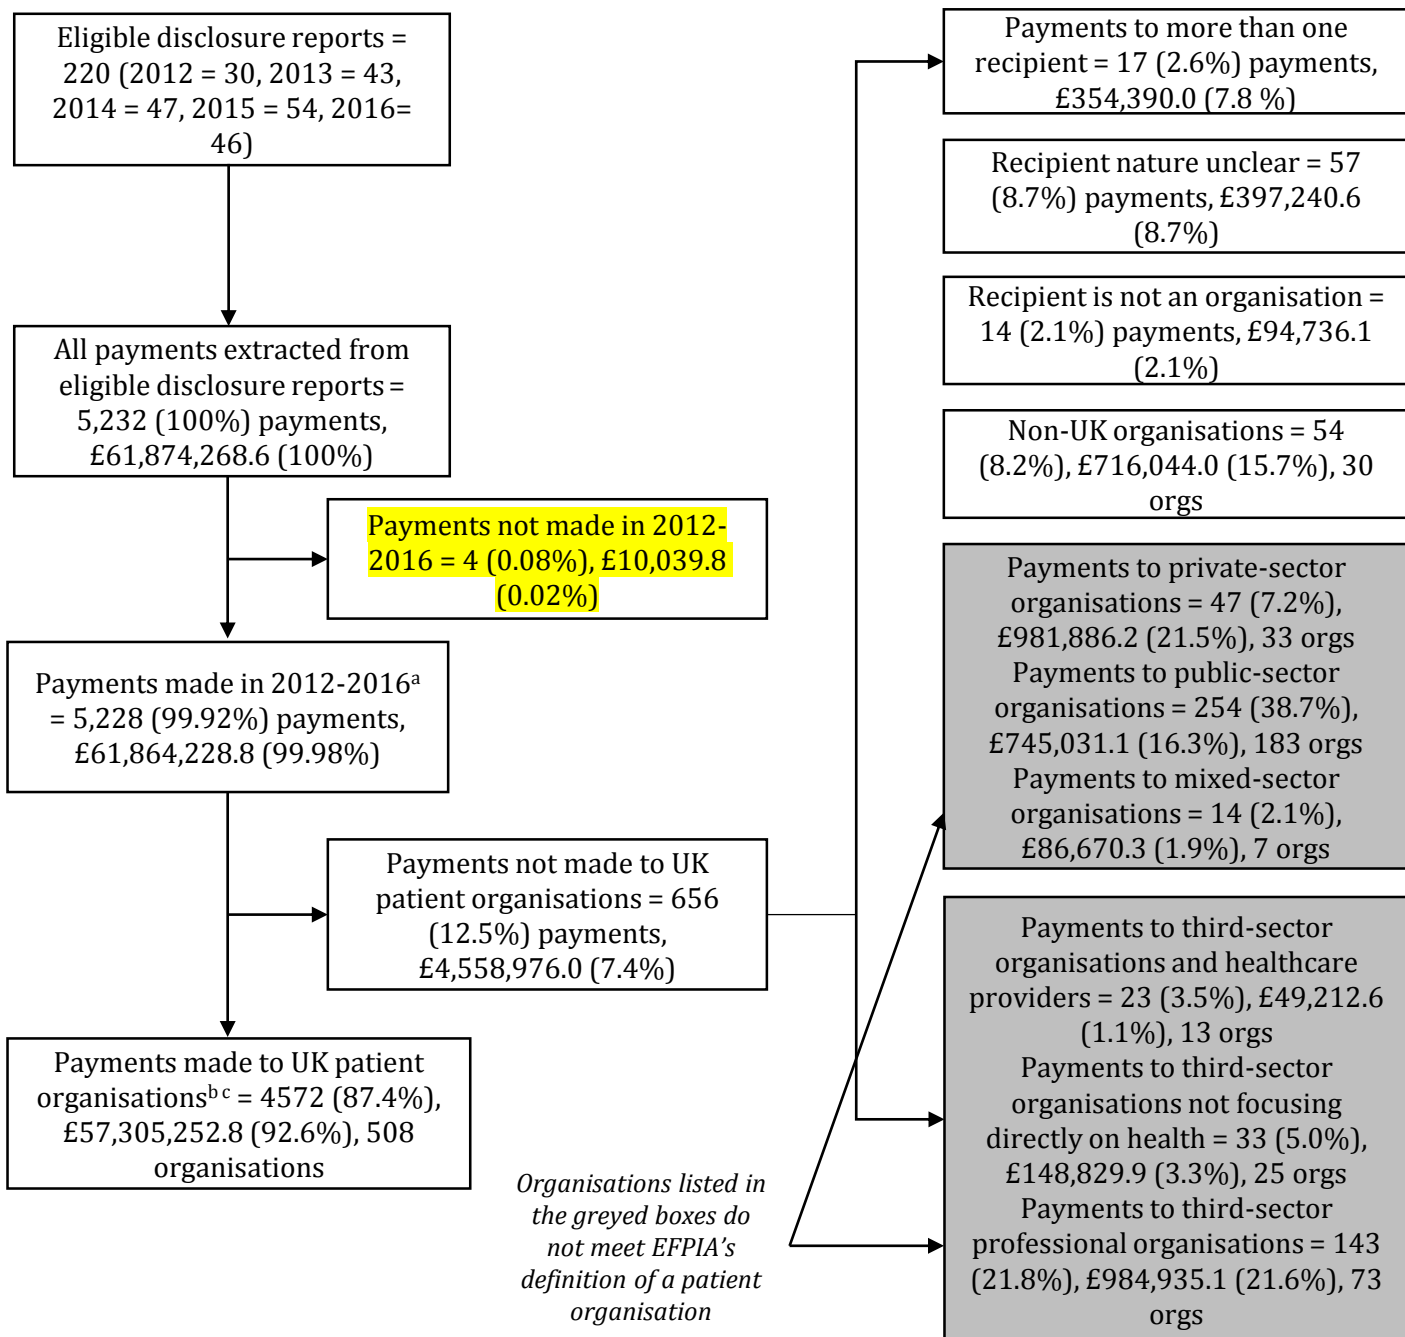 Eligible disclosure reports =
220 (2012 = 30, 2013 = 43,
2014 = 47, 2015 = 54, 2016=
46)
All payments extracted from
eligible disclosure reports =
5,232 (100%) payments,
£61,874,268.6 (100%)
Payments not made in 2012-
2016 = 4 (0.08%), £10,039.8
(0.02%)
Payments made in 2012-2016ᵃ
= 5,228 (99.92%) payments,
£61,864,228.8 (99.98%)
Payments not made to UK
patient organisations = 656
(12.5%) payments,
£4,558,976.0 (7.4%)
Payments made to UK patient
organisationsᵇ ᶜ = 4572 (87.4%),
£57,305,252.8 (92.6%), 508
organisations
Organisations listed in
the greyed boxes do
not meet EFPIA’s
definition of a patient
organisation
Payments to more than one
recipient = 17 (2.6%) payments,
£354,390.0 (7.8 %)
Recipient nature unclear = 57
(8.7%) payments, £397,240.6
(8.7%)
Recipient is not an organisation =
14 (2.1%) payments, £94,736.1
(2.1%)
Non-UK organisations = 54
(8.2%), £716,044.0 (15.7%), 30
orgs
Payments to private-sector
organisations = 47 (7.2%),
£981,886.2 (21.5%), 33 orgs
Payments to public-sector
organisations = 254 (38.7%),
£745,031.1 (16.3%), 183 orgs
Payments to mixed-sector
organisations = 14 (2.1%),
£86,670.3 (1.9%), 7 orgs
Payments to third-sector
organisations and healthcare
providers = 23 (3.5%), £49,212.6
(1.1%), 13 orgs
Payments to third-sector
organisations not focusing
directly on health = 33 (5.0%),
£148,829.9 (3.3%), 25 orgs
Payments to third-sector
professional organisations = 143
(21.8%), £984,935.1 (21.6%), 73
orgs